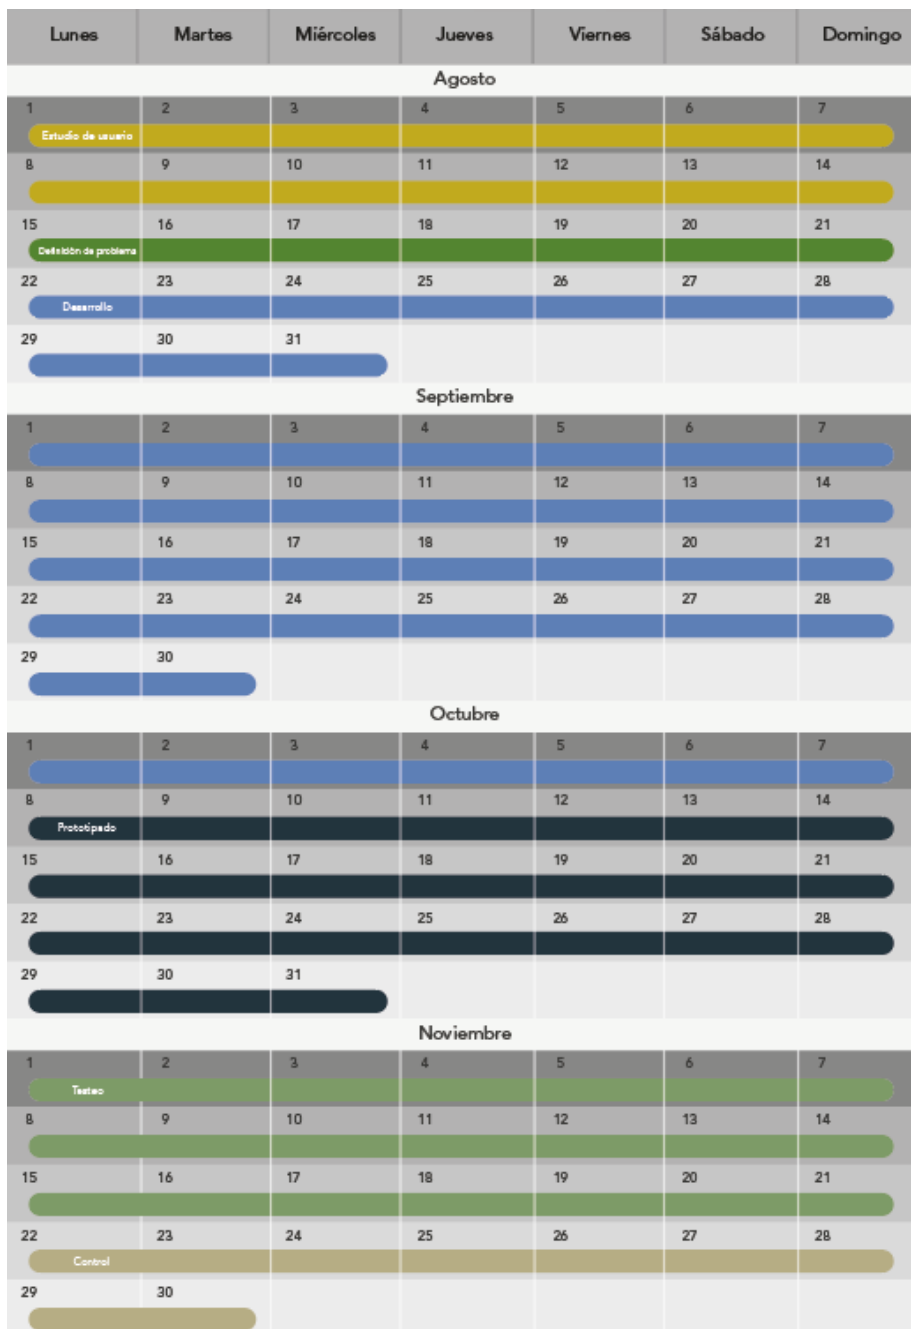 Lunes Martes Miércoles Jueves Viernes Sábado Domingo
Agosto
1 2 3 4 5 6 7
Estudio de usuario
8 9 10 11 12 13 14
15 16 17 18 19 20 21
Definición de problema
22 23 24 25 26 27 28
Desarrollo
29 30 31
Septiembre
1 2 3 4 5 6 7
8 9 10 11 12 13 14
15 16 17 18 19 20 21
22 23 24 25 26 27 28
29 30
Octubre
1 2 3 4 5 6 7
8 9 10 11 12 13 14
Prototipado
15 16 17 18 19 20 21
22 23 24 25 26 27 28
29 30 31
Noviembre
1 2 3 4 5 6 7
Testeo
8 9 10 11 12 13 14
15 16 17 18 19 20 21
22 23 24 25 26 27 28
Control
29 30